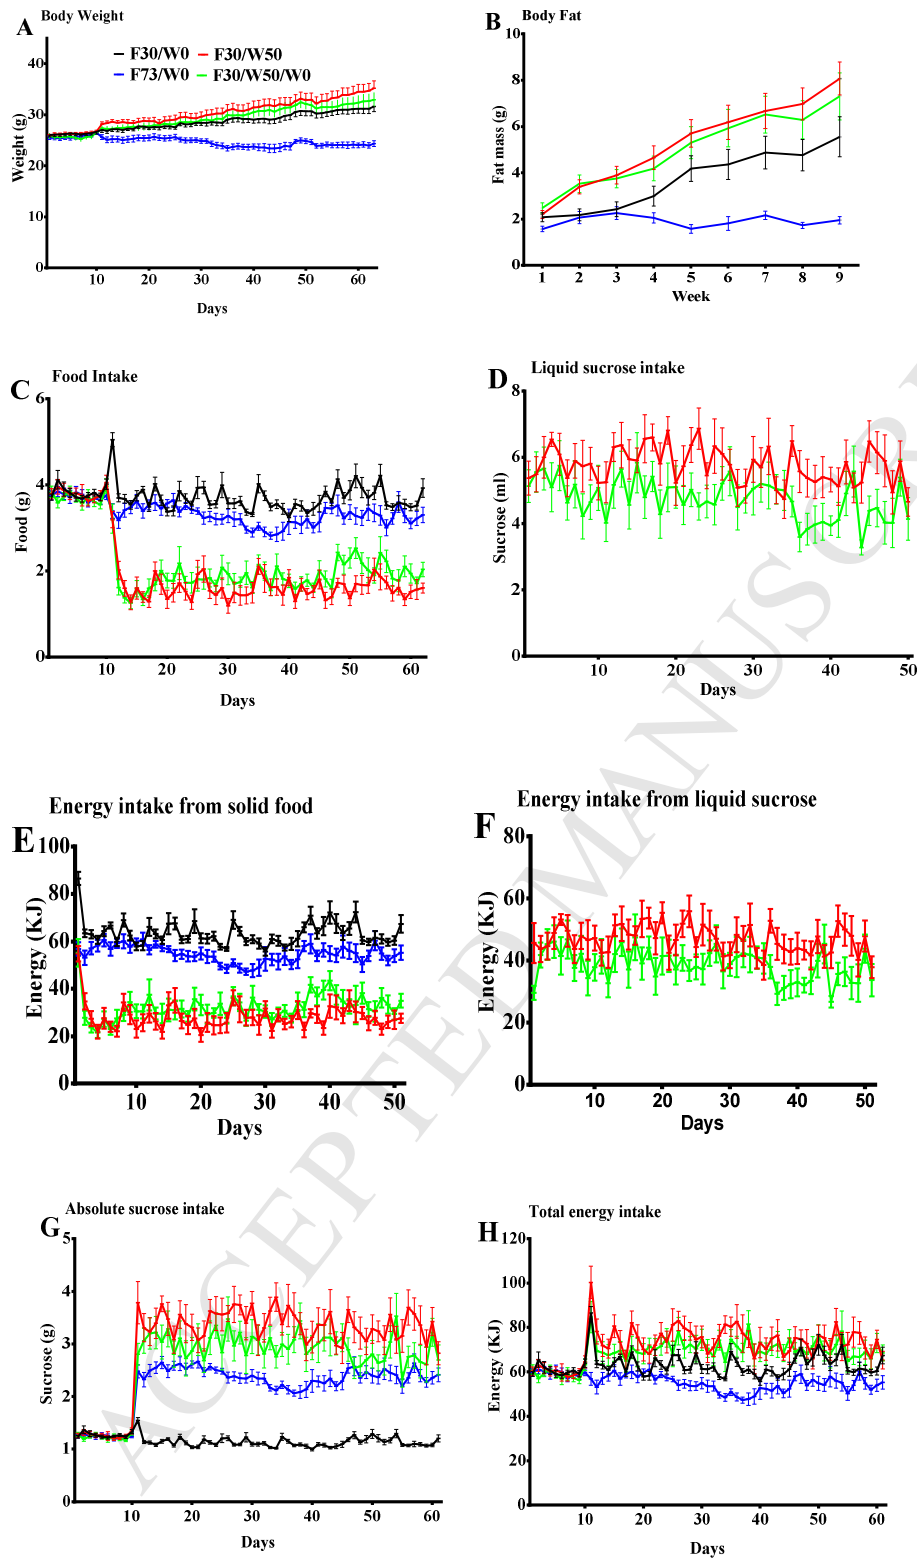 Body Weight
A
F30/W0 F30/W50
F73/W0 F30/W50/W0
Weight (g)
40
30
20
10
0
10 20 30 40 50 60
Days
B Body Fat
Fat mass (g)
10
8
6
4
2
0
1 2 3 4 5 6 7 8 9
Week
C Food Intake
Food (g)
6
4
2
0
10 20 30 40 50 60
Days
D Liquid sucrose intake
Sucrose (ml)
8
6
4
2
0
10 20 30 40 50
Days
Energy intake from solid food
E
Energy (KJ)
100
80
60
40
20
0
10 20 30 40 50
Days
Energy intake from liquid sucrose
F
Energy (KJ)
80
60
40
20
0
10 20 30 40 50
Days
Absolute sucrose intake
G
Sucrose (g)
5
4
3
2
1
0
10 20 30 40 50 60
Days
Total energy intake
H
Energy (KJ)
120
100
80
60
40
20
0
10 20 30 40 50 60
Days
ACCEPTED MANUSCR